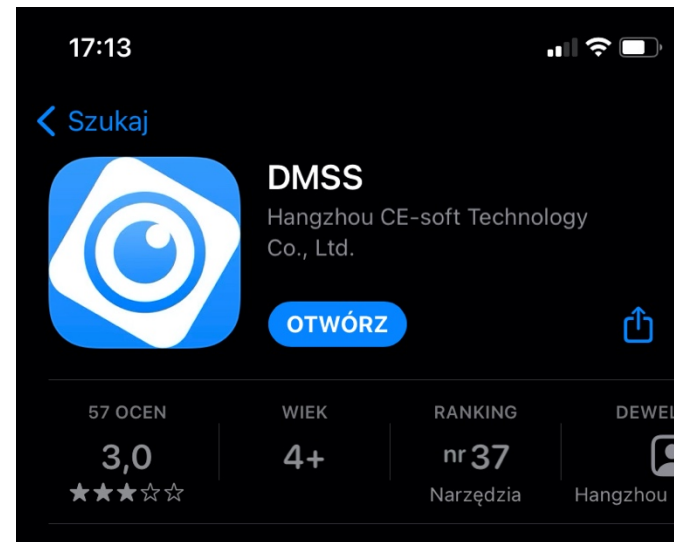 17:13
Szukaj
DMSS
Hangzhou CE-soft Technology
Co., Ltd.
OTWÓRZ
57 OCEN
WIEK
RANKING
DEWEL
3,0
4+
nr 37
Narzędzia
Hangzhou